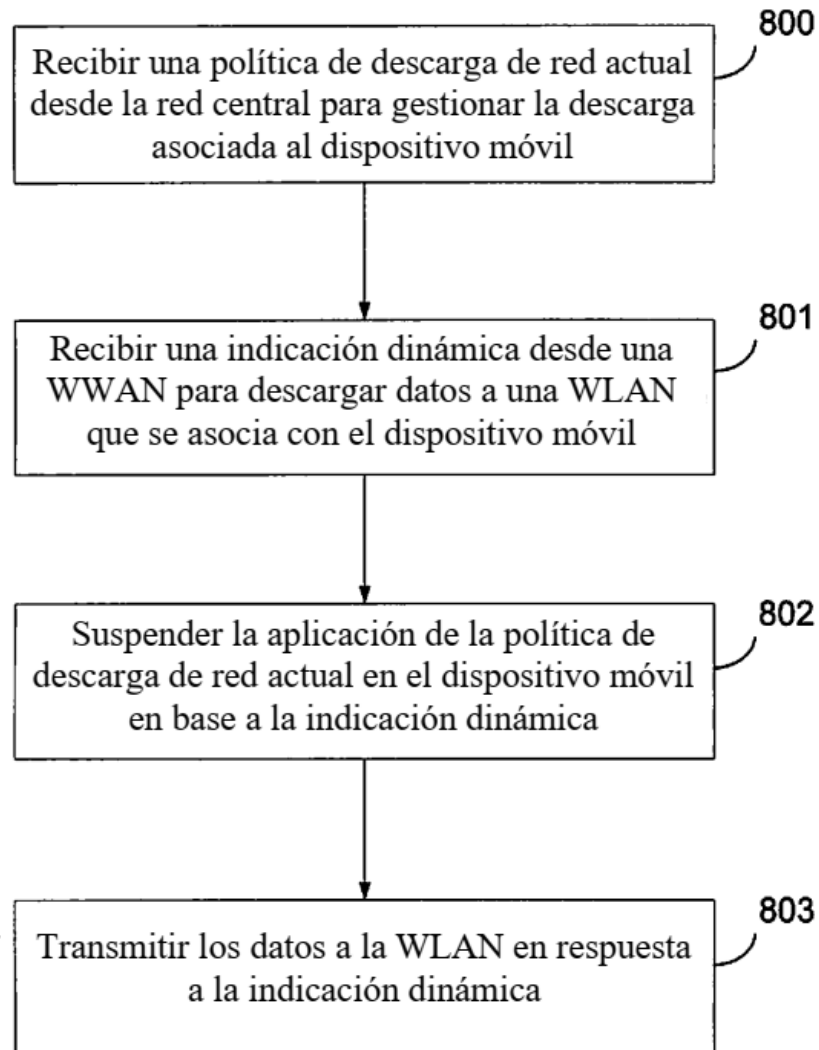 800
Recibir una política de descarga de red actual
desde la red central para gestionar la descarga
asociada al dispositivo móvil
801
Recibir una indicación dinámica desde una
WWAN para descargar datos a una WLAN
que se asocia con el dispositivo móvil
802
Suspender la aplicación de la política de
descarga de red actual en el dispositivo móvil
en base a la indicación dinámica
803
Transmitir los datos a la WLAN en respuesta
a la indicación dinámica